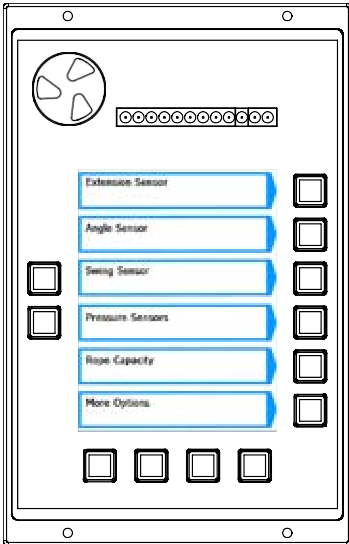 Extension Sensor
Angle Sensor
Swing Sensor
Pressure Sensors
Rope Capacity
More Options